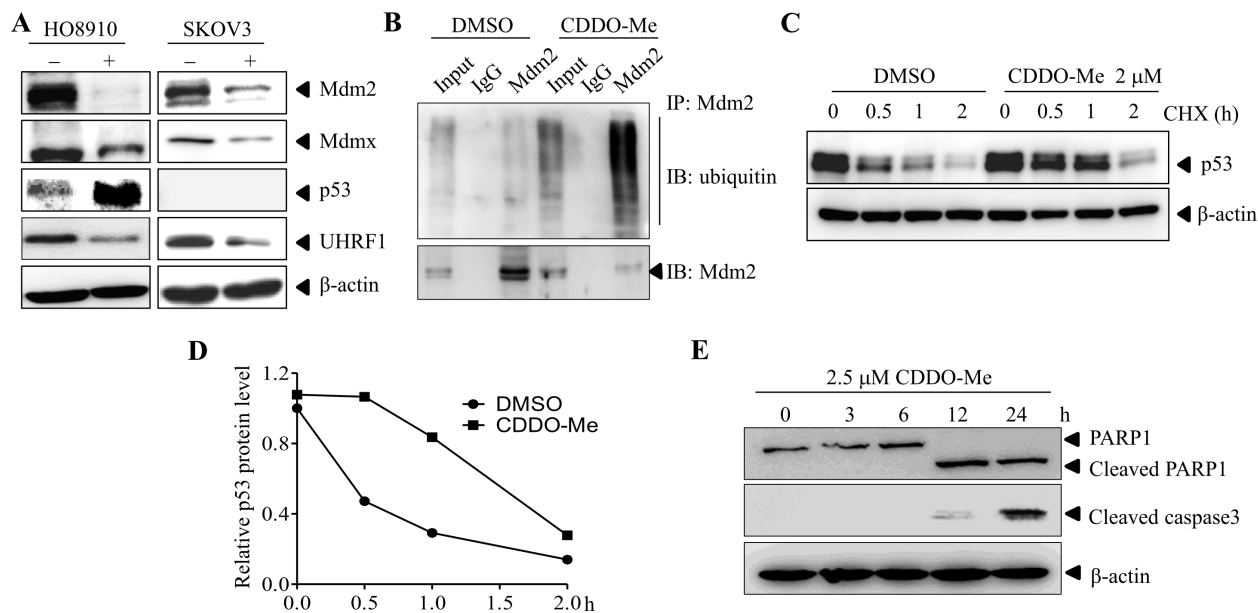 A
HO8910 SKOV3
– + – +
Mdm2
Mdmx
p53
UHRF1
β-actin
B
DMSO CDDO-Me
Input IgG Mdm2 Input IgG Mdm2
IP: Mdm2
IB: ubiquitin
IB: Mdm2
C
DMSO CDDO-Me 2 μM
0 0.5 1 2 0 0.5 1 2 CHX (h)
p53
β-actin
D
Relative p53 protein level
1.2
0.8
0.4
0.0
DMSO
CDDO-Me
0.0 0.5 1.0 2.0 h
E
2.5 μM CDDO-Me
0 3 6 12 24 h
PARP1
Cleaved PARP1
Cleaved caspase3
β-actin